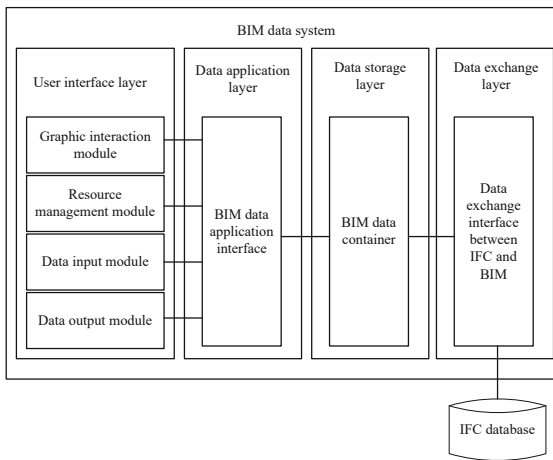 BIM data system
User interface layer
Graphic interaction
module
Resource
management module
Data input module
Data output module
Data application
layer
BIM data
application
interface
Data storage
layer
BIM data
container
Data exchange
layer
Data
exchange
interface
between
IFC and
BIM
IFC database